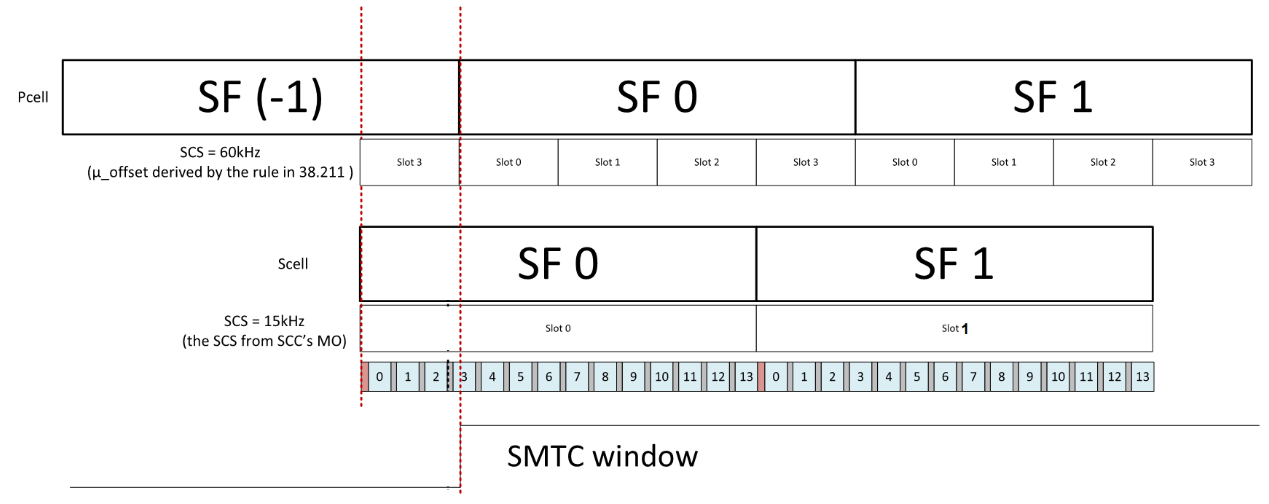 SF (-1) SF 0 SF 1
Pcell
SCS = 60kHz
(μ_offset derived by the rule in 38.211 )
Slot 3 Slot 0 Slot 1 Slot 2 Slot 3 Slot 0 Slot 1 Slot 2 Slot 3
SF 0 SF 1
Scell
SCS = 15kHz
(the SCS from SCC’s MO)
Slot 0 Slot 1
0 1 2 3 4 5 6 7 8 9 10 11 12 13 0 1 2 3 4 5 6 7 8 9 10 11 12 13
SMTC window